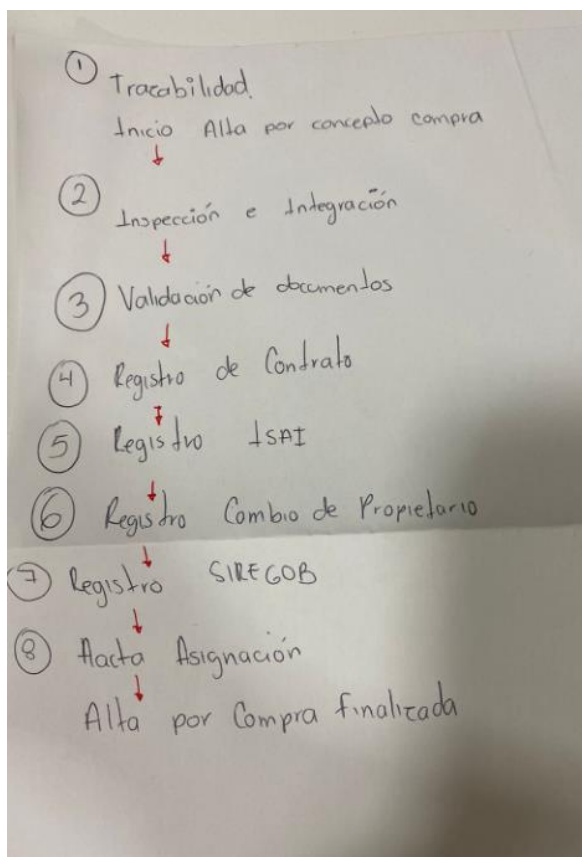 1 Tracabilidad.
Inicio Alta por concepto compra
2 Inspección e Integración
3 Validación de documentos
4 Registro de Contrato
5 Registro ISAI
6 Registro Cambio de Propietario
7 Registro SIREGOB
8 Aacta Asignación
Alta por Compra finalizada